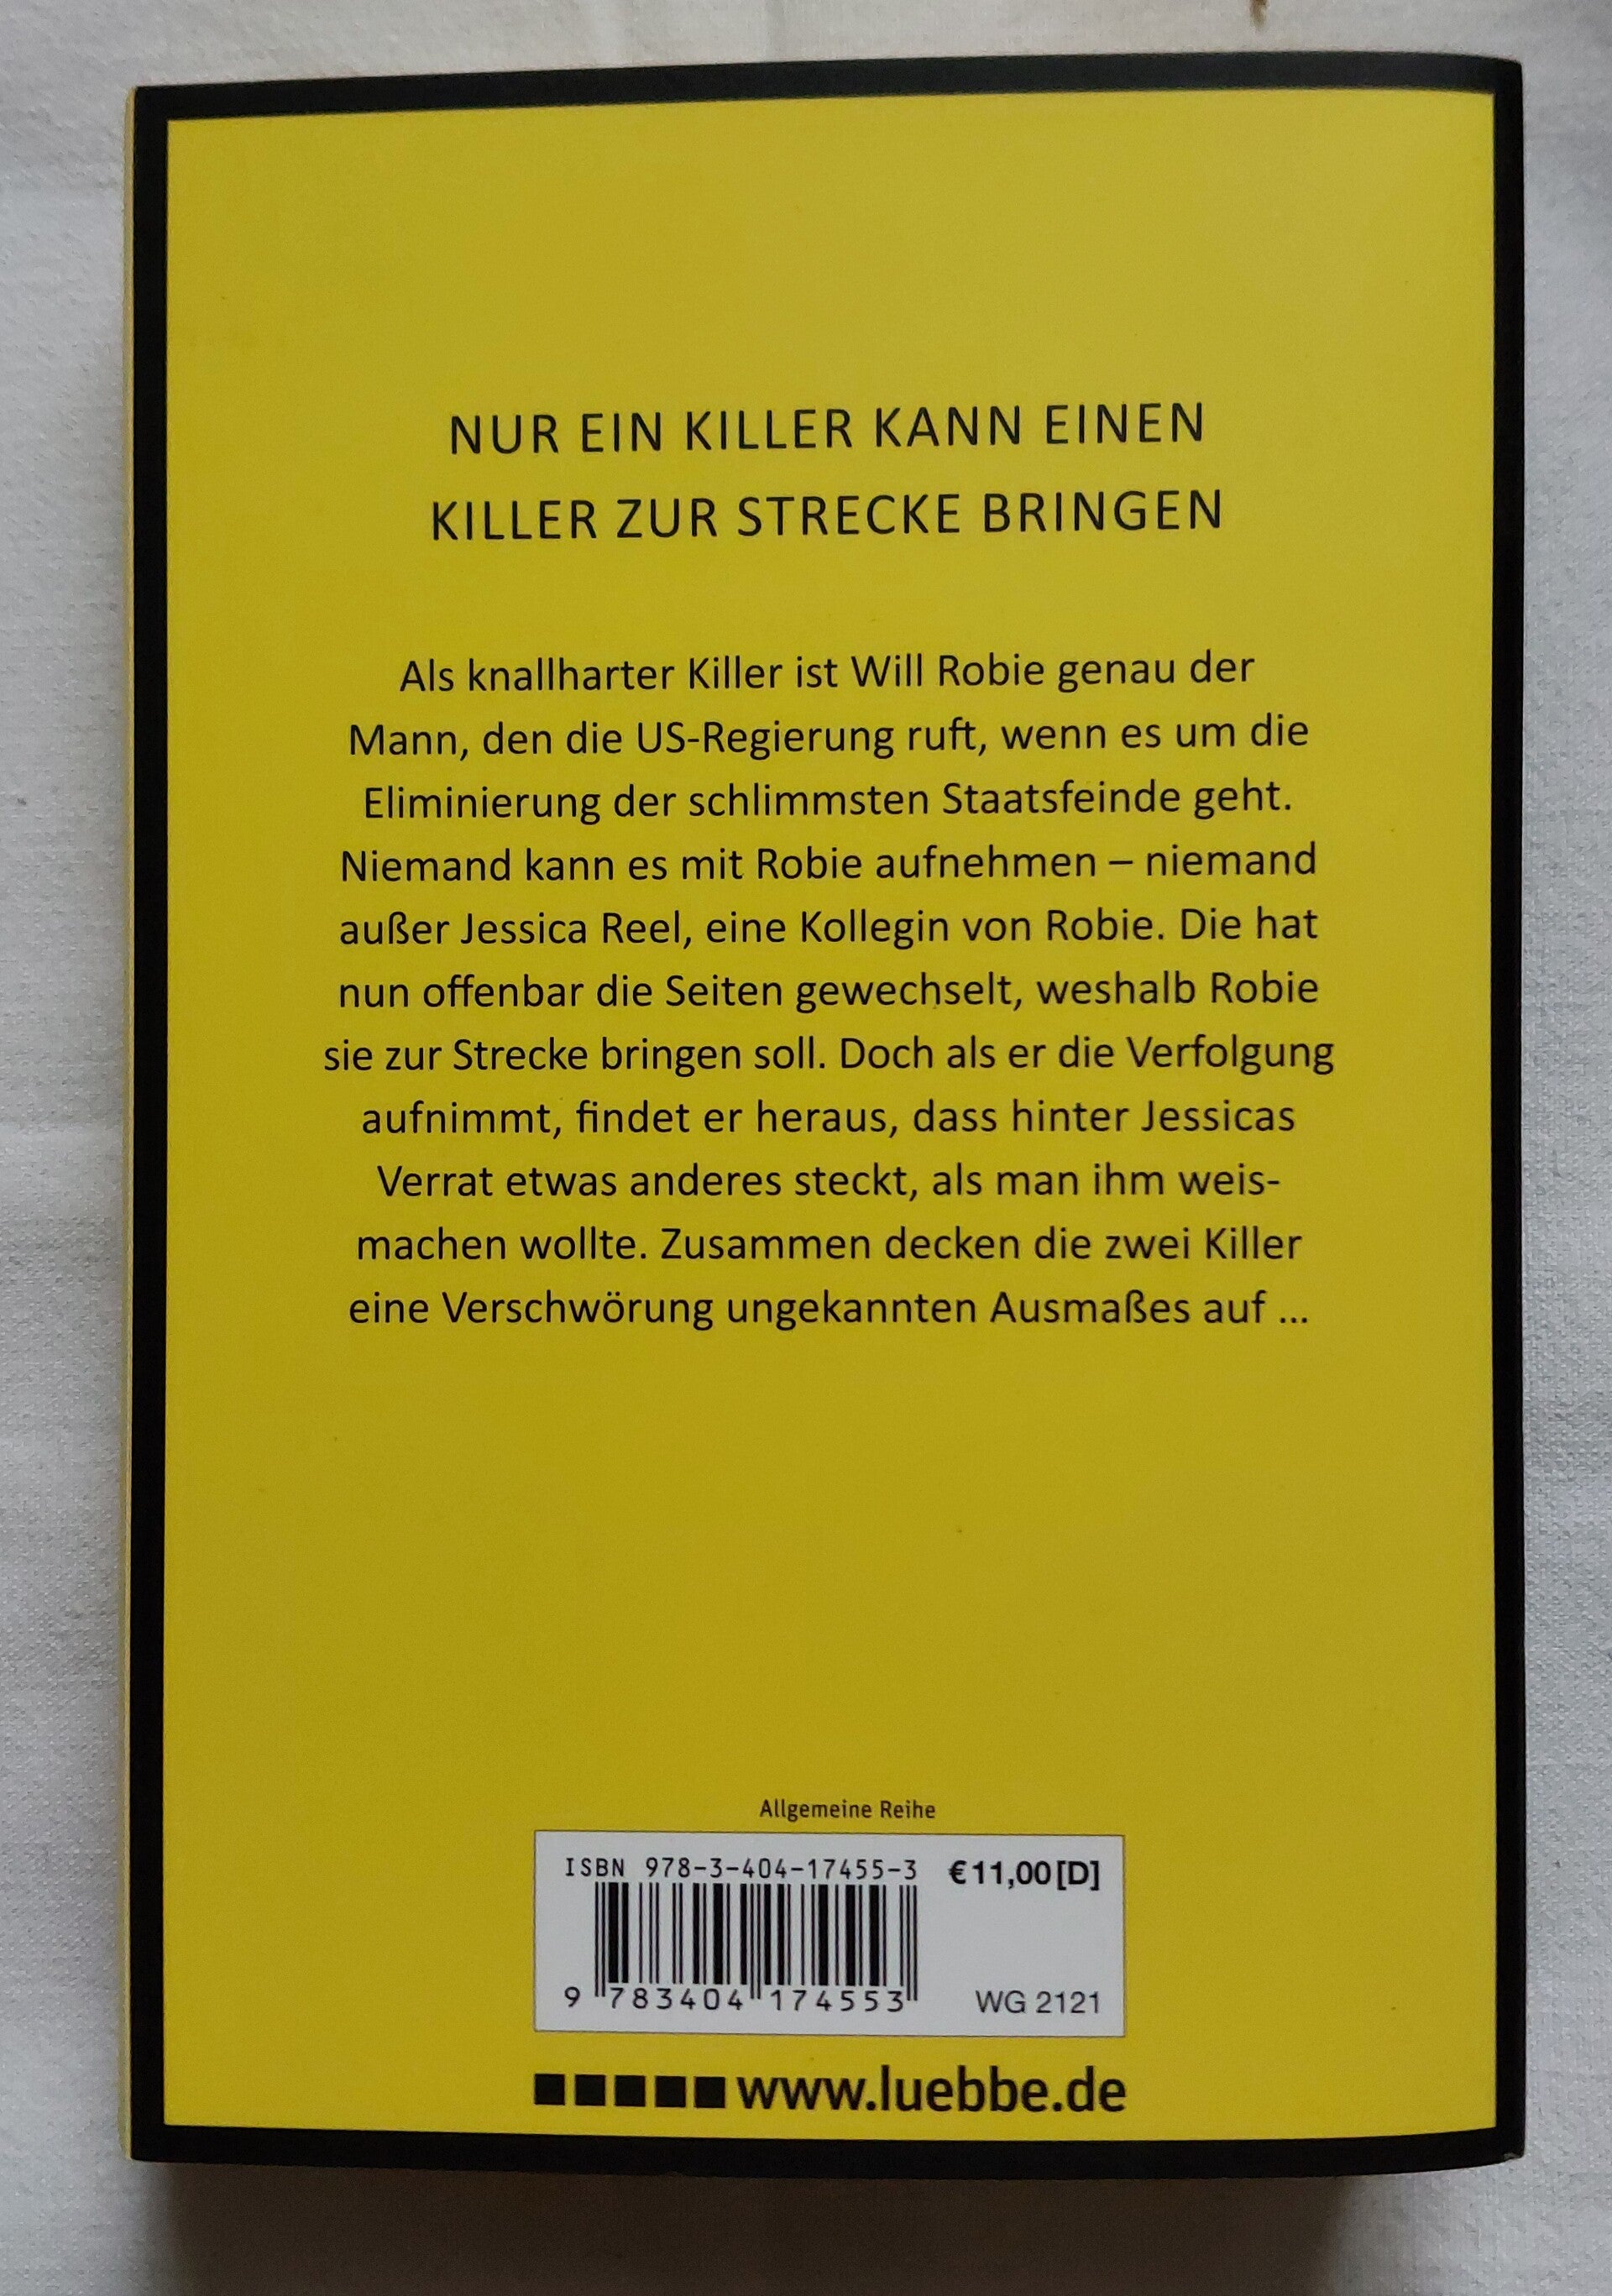 NUR EIN KILLER KANN EINEN
KILLER ZUR STRECKE BRINGEN
Als knallharter Killer ist Will Robie genau der
Mann, den die US-Regierung ruft, wenn es um die
Eliminierung der schlimmsten Staatsfeinde geht.
Niemand kann es mit Robie aufnehmen – niemand
außer Jessica Reel, eine Kollegin von Robie. Die hat
nun offenbar die Seiten gewechselt, weshalb Robie
sie zur Strecke bringen soll. Doch als er die Verfolgung
aufnimmt, findet er heraus, dass hinter Jessicas
Verrat etwas anderes steckt, als man ihm weis-
machen wollte. Zusammen decken die zwei Killer
eine Verschwörung ungekannten Ausmaßes auf ...
Allgemeine Reihe
ISBN 978-3-404-17455-3 €11,00[D]
9 783404 174553 WG 2121
www.luebbe.de